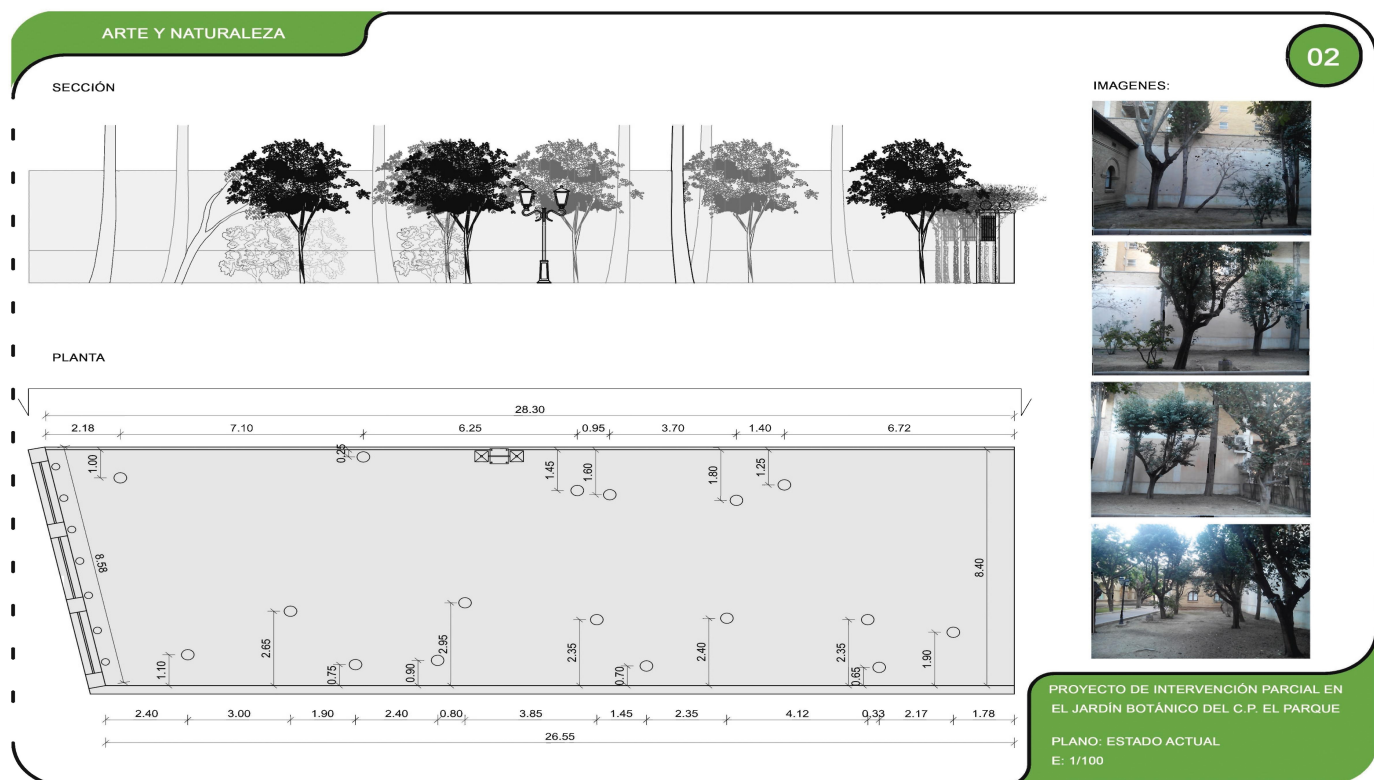 ARTE Y NATURALEZA
02
SECCIÓN
IMAGENES:
PLANTA
28.30
2.18 7.10 6.25 0.95 3.70 1.40 6.72
1.00 0.25 1.45 1.60 1.80 1.25
8.58 8.40
1.10 2.65 0.75 0.90 2.95 2.35 0.70 2.40 2.35 0.65 1.90
2.40 3.00 1.90 2.40 0.80 3.85 1.45 2.35 4.12 0.33 2.17 1.78
26.55
PROYECTO DE INTERVENCIÓN PARCIAL EN
EL JARDÍN BOTÁNICO DEL C.P. EL PARQUE
PLANO: ESTADO ACTUAL
E: 1/100